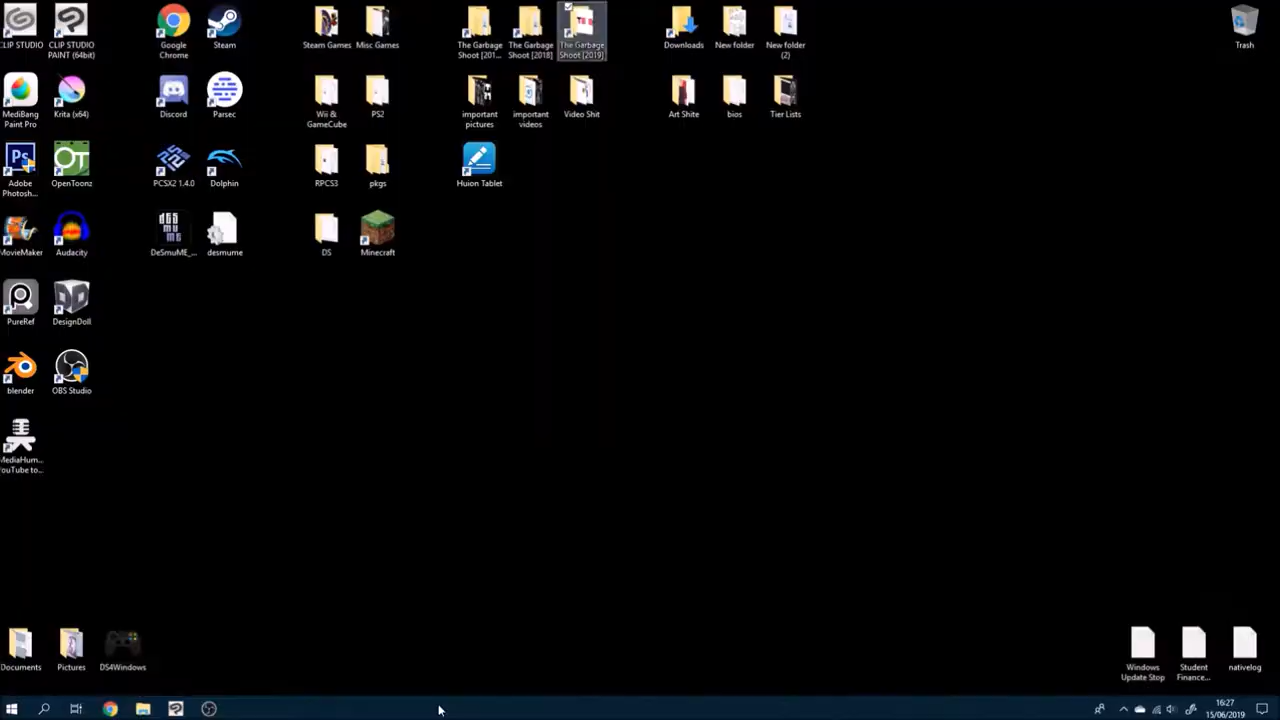 CLIP STUDIO
CLIP STUDIO
PAINT (64bit)
Google
Chrome
Steam
Steam Games
Misc Games
The Garbage
Shoot [201...
The Garbage
Shoot [2018]
The Garbage
Shoot [2019]
Downloads
New folder
New folder
(2)
Trash
MediBang
Paint Pro
Krita (x64)
Discord
Parsec
Wii &
GameCube
PS2
important
pictures
important
videos
Video Shit
Art Shite
bios
Tier Lists
Adobe
Photosh...
OpenToonz
PCSX2 1.4.0
Dolphin
RPCS3
pkgs
Huion Tablet
MovieMaker
Audacity
DeSmuME_...
desmume
DS
Minecraft
PureRef
DesignDoll
blender
OBS Studio
MediaHum...
YouTube to...
Documents
Pictures
DS4Windows
Windows
Update Stop
Student
Finance...
nativelog
16:27
15/06/2019